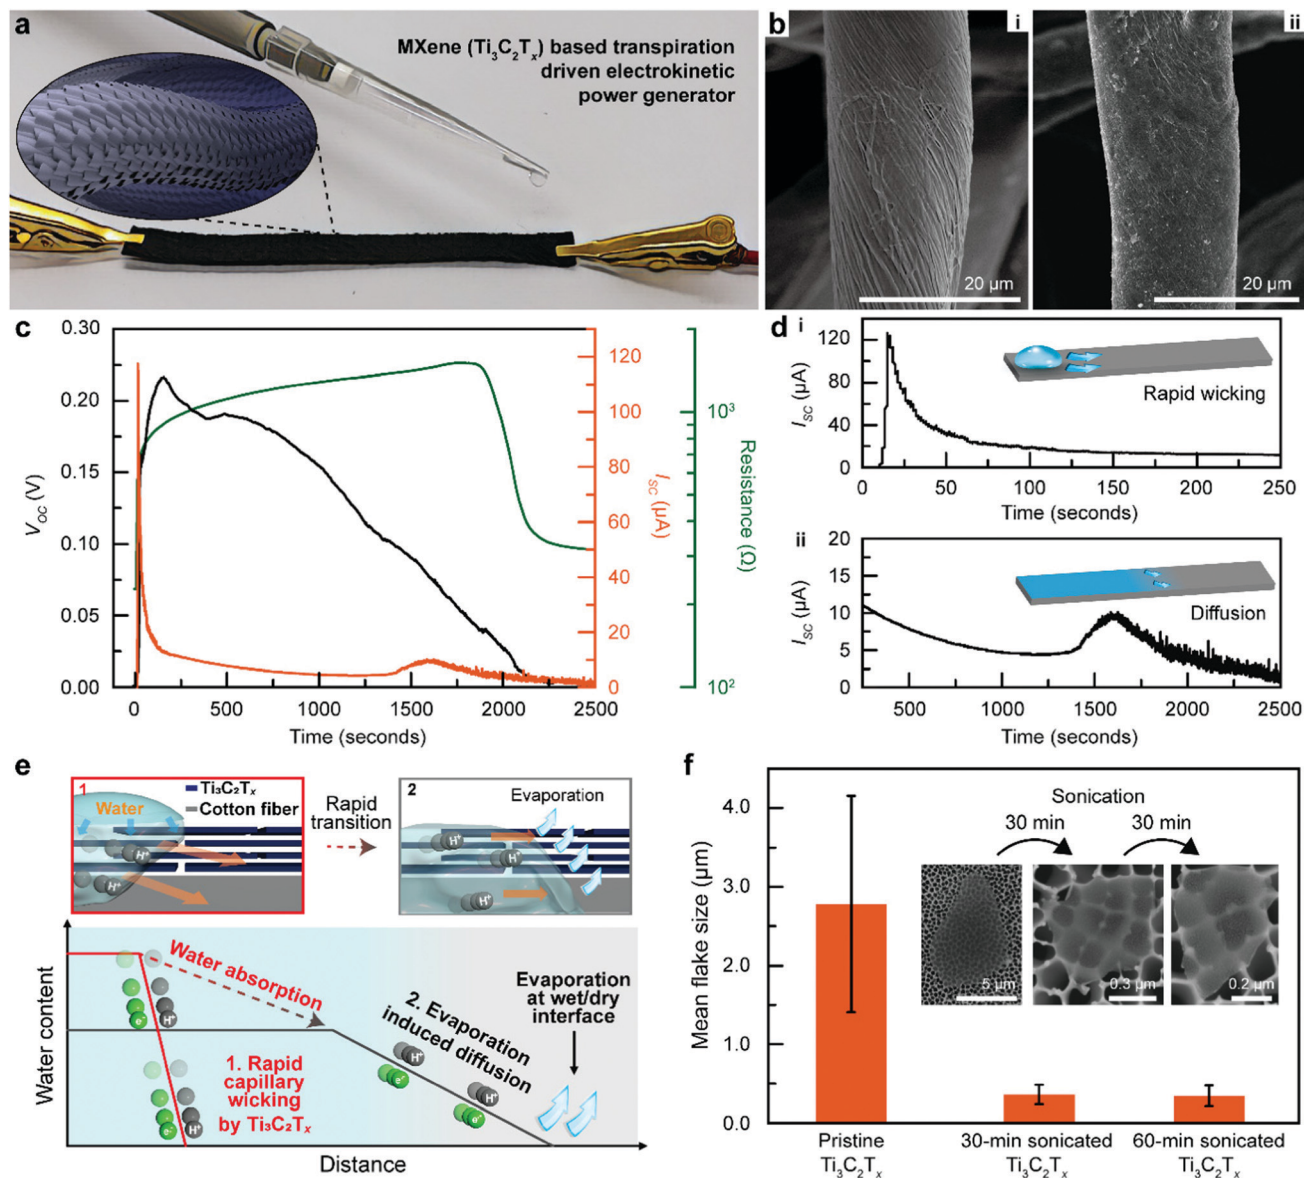 a
MXene (Ti₃C₂Tₓ) based transpiration
driven electrokinetic
power generator
b
i
20 μm
ii
20 μm
c
0.30
0.25
0.20
0.15
0.10
0.05
0.00
V_OC (V)
120
100
80
60
40
20
0
I_SC (μA)
10³
10²
Resistance (Ω)
0
500
1000
1500
2000
2500
Time (seconds)
d
i
120
80
40
0
I_SC (μA)
Rapid wicking
0
50
100
150
200
250
Time (seconds)
ii
20
15
10
5
0
I_SC (μA)
Diffusion
500
1000
1500
2000
2500
Time (seconds)
e
1
Ti₃C₂Tₓ
Cotton fiber
Water
H⁺
H⁺
Rapid
transition
2
Evaporation
H⁺
H⁺
H⁺
Water content
Water absorption
e⁻
H⁺
1. Rapid
capillary
wicking
by Ti₃C₂Tₓ
e⁻
H⁺
2. Evaporation
induced diffusion
H⁺
e⁻
H⁺
e⁻
Evaporation
at wet/dry
interface
Distance
f
4.0
3.0
2.0
1.0
0.0
Mean flake size (μm)
Sonication
30 min
30 min
5 μm
0.3 μm
0.2 μm
Pristine
Ti₃C₂Tₓ
30-min sonicated
Ti₃C₂Tₓ
60-min sonicated
Ti₃C₂Tₓ